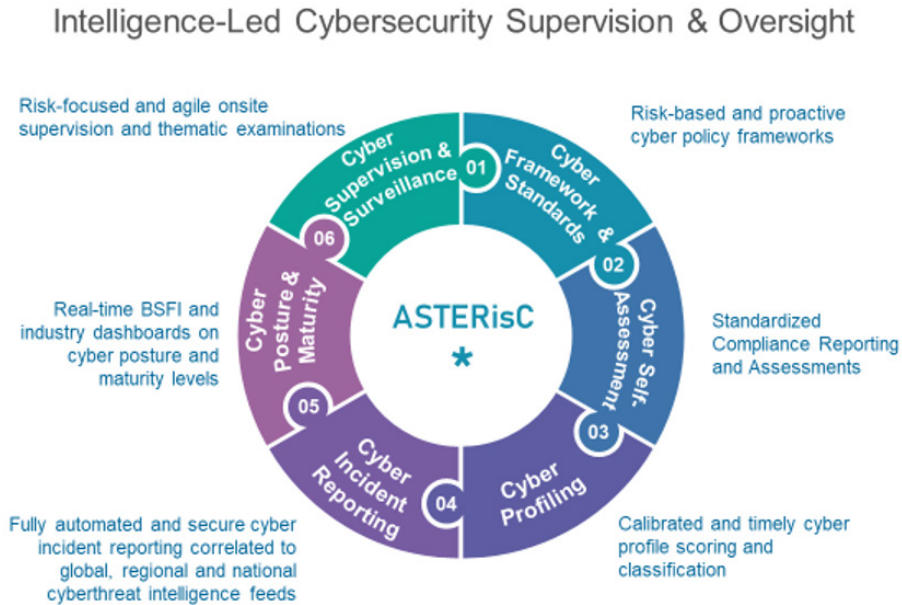 Intelligence-Led Cybersecurity Supervision & Oversight
Risk-focused and agile onsite
supervision and thematic examinations
Risk-based and proactive
cyber policy frameworks
01
Cyber
Framework &
Standards
02
Cyber Self-
Assessment
Standardized
Compliance Reporting
and Assessments
03
Cyber
Profiling
Calibrated and timely cyber
profile scoring and
classification
04
Cyber
Incident
Reporting
Fully automated and secure cyber
incident reporting correlated to
global, regional and national
cyberthreat intelligence feeds
05
Cyber
Posture &
Maturity
Real-time BSFI and
industry dashboards on
cyber posture and
maturity levels
06
Cyber
Supervision &
Surveillance
ASTERisC
*